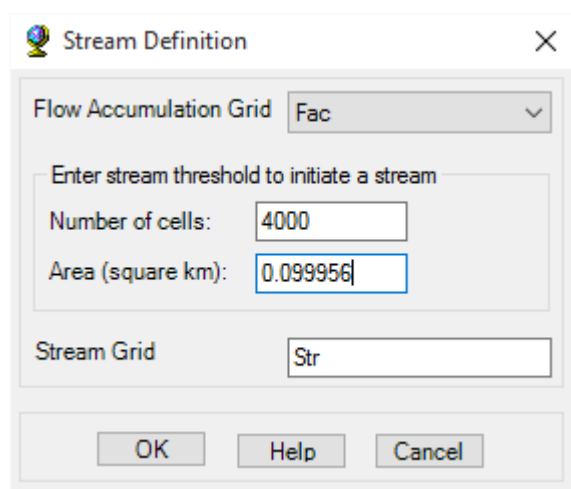 Stream Definition
Flow Accumulation Grid Fac
Enter stream threshold to initiate a stream
Number of cells: 4000
Area (square km): 0.099956
Stream Grid Str
OK Help Cancel